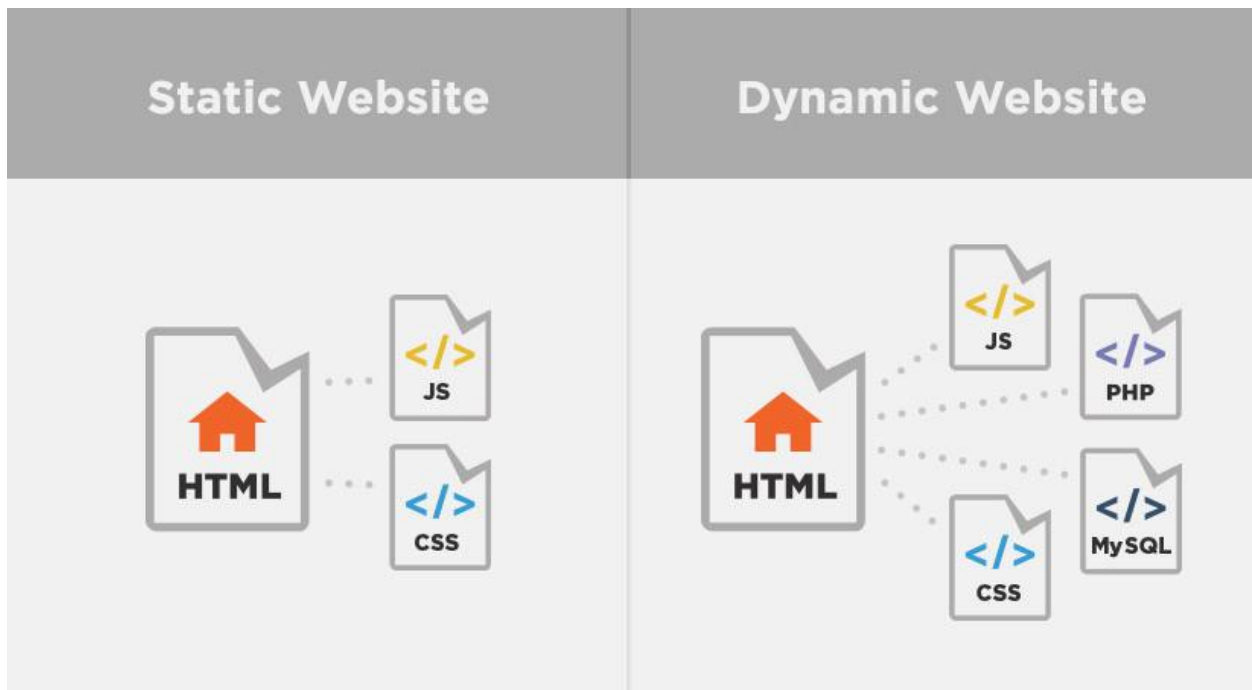 Static Website
Dynamic Website
</>
JS
HTML
</>
CSS
</>
JS
</>
PHP
HTML
</>
MySQL
</>
CSS